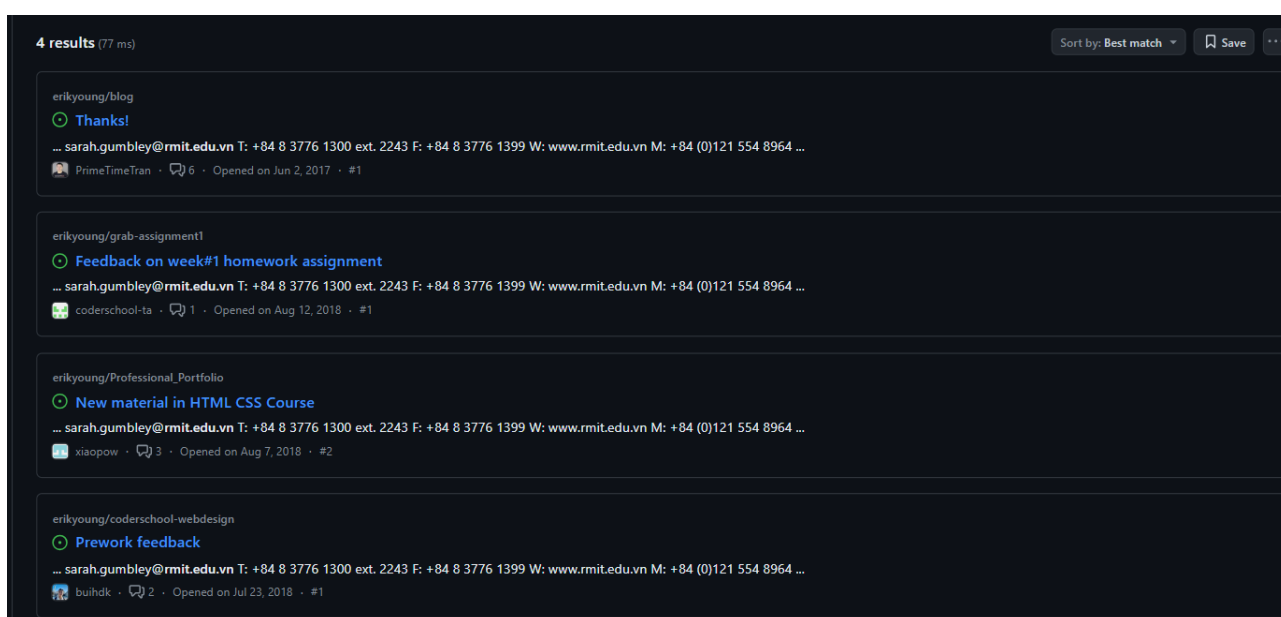 4 results (77 ms)
Sort by: Best match
Save
erikyoung/blog
Thanks!
... sarah.gumbley@rmit.edu.vn T: +84 8 3776 1300 ext. 2243 F: +84 8 3776 1399 W: www.rmit.edu.vn M: +84 (0)121 554 8964 ...
PrimeTimeTran · 6 · Opened on Jun 2, 2017 · #1
erikyoung/grab-assignment1
Feedback on week#1 homework assignment
... sarah.gumbley@rmit.edu.vn T: +84 8 3776 1300 ext. 2243 F: +84 8 3776 1399 W: www.rmit.edu.vn M: +84 (0)121 554 8964 ...
coderschool-ta · 1 · Opened on Aug 12, 2018 · #1
erikyoung/Professional_Portfolio
New material in HTML CSS Course
... sarah.gumbley@rmit.edu.vn T: +84 8 3776 1300 ext. 2243 F: +84 8 3776 1399 W: www.rmit.edu.vn M: +84 (0)121 554 8964 ...
xiaopow · 3 · Opened on Aug 7, 2018 · #2
erikyoung/coderschool-webdesign
Prework feedback
... sarah.gumbley@rmit.edu.vn T: +84 8 3776 1300 ext. 2243 F: +84 8 3776 1399 W: www.rmit.edu.vn M: +84 (0)121 554 8964 ...
buihdk · 2 · Opened on Jul 23, 2018 · #1